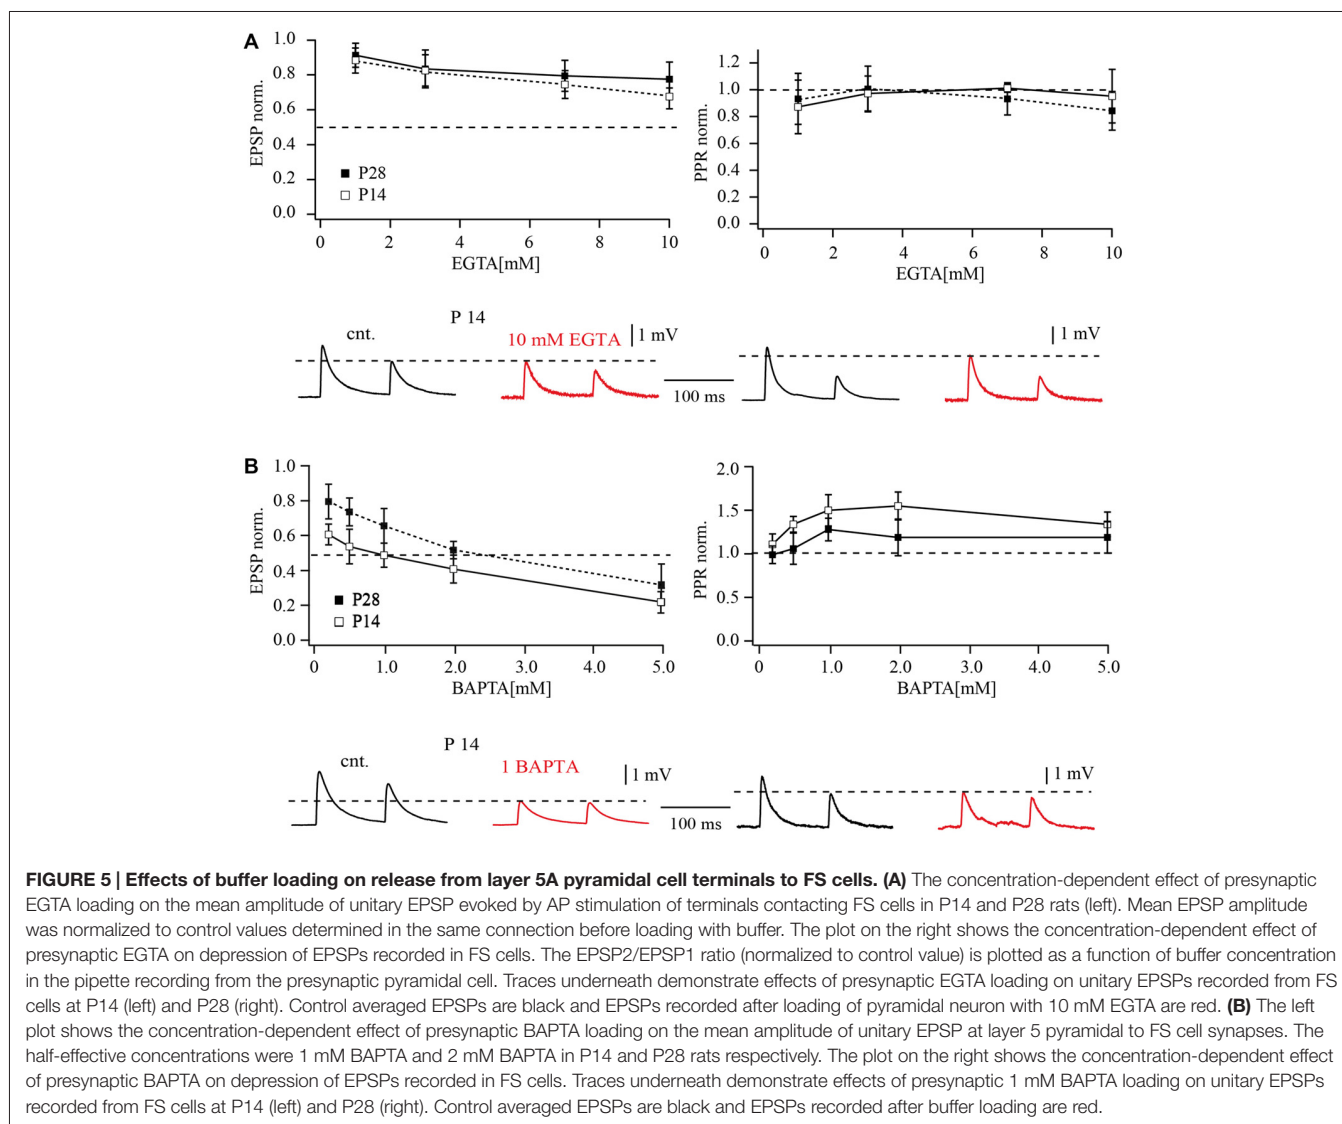 A
1.0
0.8
0.6
0.4
0.2
0.0
EPSP norm.
P28
P14
0 2 4 6 8 10
EGTA[mM]
1.2
1.0
0.8
0.6
0.4
0.2
0.0
PPR norm.
0 2 4 6 8 10
EGTA[mM]
P 14
cnt.
10 mM EGTA
1 mV
100 ms
1 mV
B
1.0
0.8
0.6
0.4
0.2
0.0
EPSP norm.
P28
P14
0 1.0 2.0 3.0 4.0 5.0
BAPTA[mM]
2.0
1.5
1.0
0.5
0.0
PPR norm.
0 1.0 2.0 3.0 4.0 5.0
BAPTA[mM]
P 14
cnt.
1 BAPTA
1 mV
100 ms
1 mV
FIGURE 5 | Effects of buffer loading on release from layer 5A pyramidal cell terminals to FS cells. (A) The concentration-dependent effect of presynaptic
EGTA loading on the mean amplitude of unitary EPSP evoked by AP stimulation of terminals contacting FS cells in P14 and P28 rats (left). Mean EPSP amplitude
was normalized to control values determined in the same connection before loading with buffer. The plot on the right shows the concentration-dependent effect of
presynaptic EGTA on depression of EPSPs recorded in FS cells. The EPSP2/EPSP1 ratio (normalized to control value) is plotted as a function of buffer concentration
in the pipette recording from the presynaptic pyramidal cell. Traces underneath demonstrate effects of presynaptic EGTA loading on unitary EPSPs recorded from FS
cells at P14 (left) and P28 (right). Control averaged EPSPs are black and EPSPs recorded after loading of pyramidal neuron with 10 mM EGTA are red. (B) The left
plot shows the concentration-dependent effect of presynaptic BAPTA loading on the mean amplitude of unitary EPSP at layer 5 pyramidal to FS cell synapses. The
half-effective concentrations were 1 mM BAPTA and 2 mM BAPTA in P14 and P28 rats respectively. The plot on the right shows the concentration-dependent effect
of presynaptic BAPTA on depression of EPSPs recorded in FS cells. Traces underneath demonstrate effects of presynaptic 1 mM BAPTA loading on unitary EPSPs
recorded from FS cells at P14 (left) and P28 (right). Control averaged EPSPs are black and EPSPs recorded after buffer loading are red.